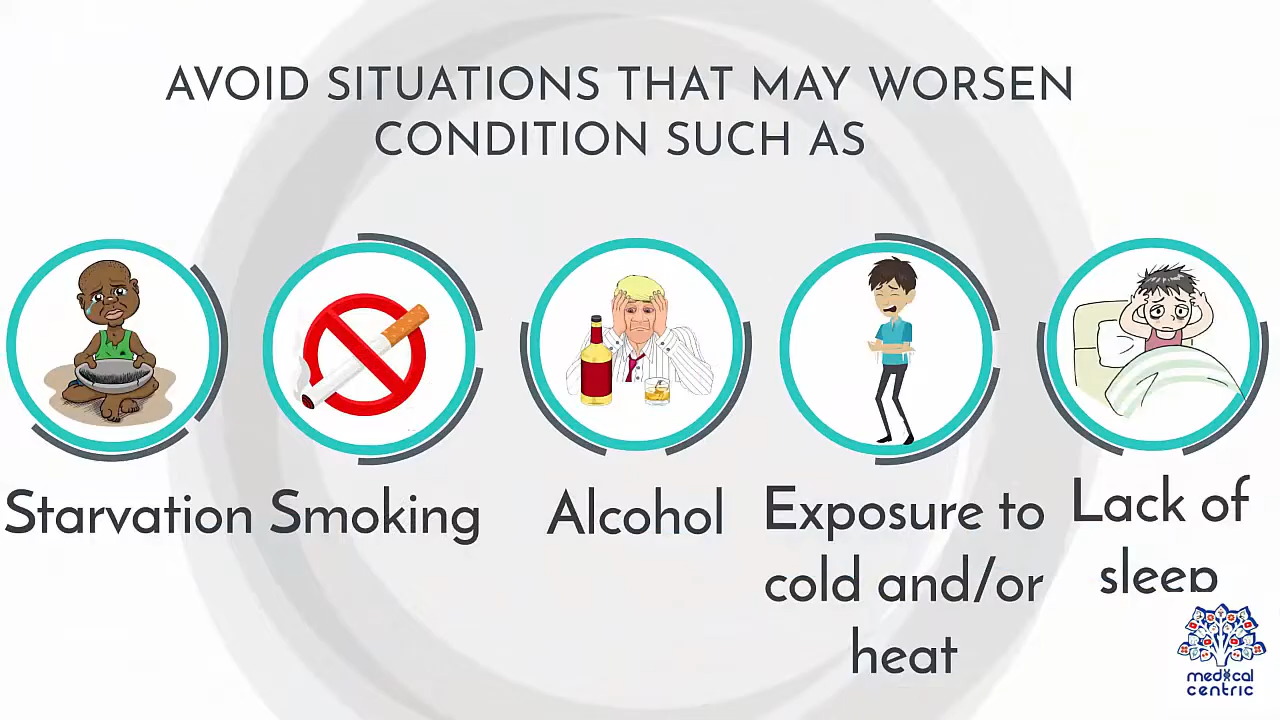 AVOID SITUATIONS THAT MAY WORSEN
CONDITION SUCH AS
Starvation
Smoking
Alcohol
Exposure to
cold and/or
heat
Lack of
sleep
medical
centric